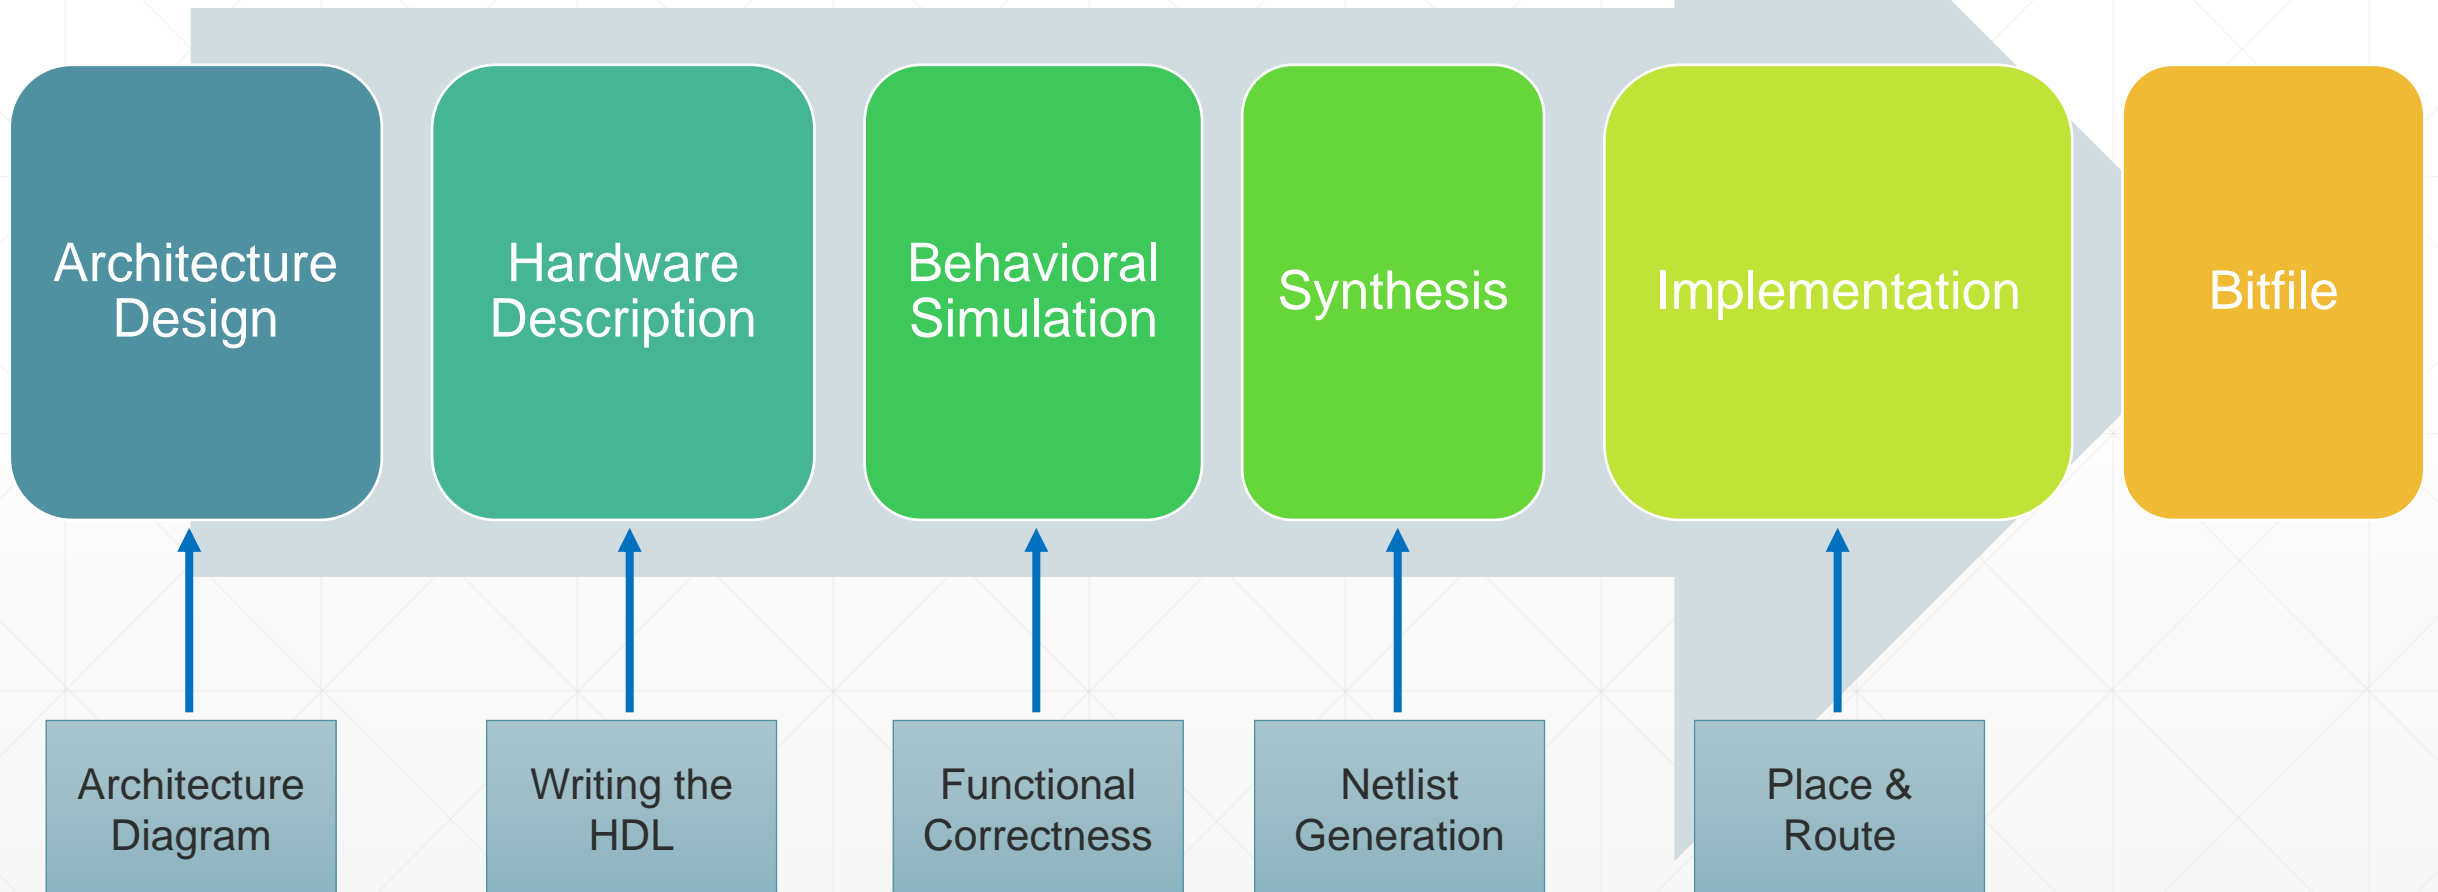 Architecture
Design
Hardware
Description
Behavioral
Simulation
Synthesis
Implementation
Bitfile
Architecture
Diagram
Writing the
HDL
Functional
Correctness
Netlist
Generation
Place &
Route